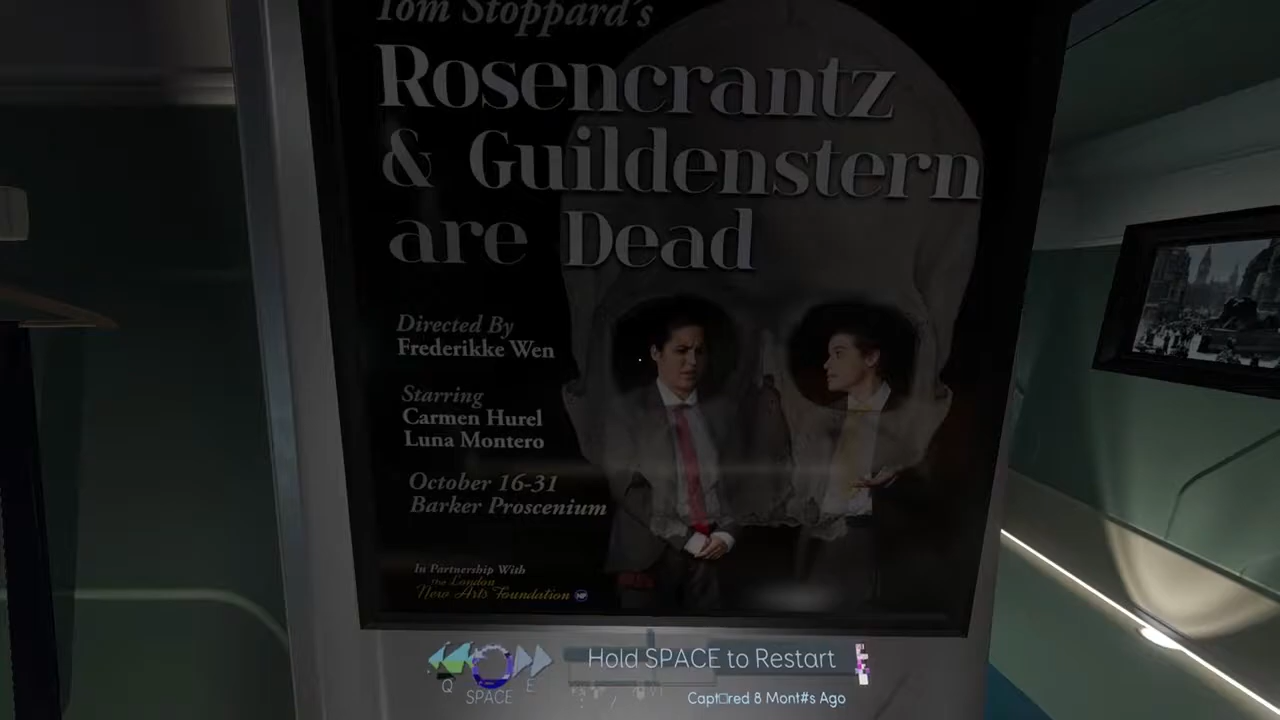 Tom Stoppard's
Rosencrantz
& Guildenstern
are Dead
Directed By
Frederikke Wen
Starring
Carmen Hurel
Luna Montero
October 16-31
Barker Proscenium
In Partnership With
the London
New Arts Foundation
Hold SPACE to Restart
Q
SPACE
E
Capt□red 8 Mont#s Ago